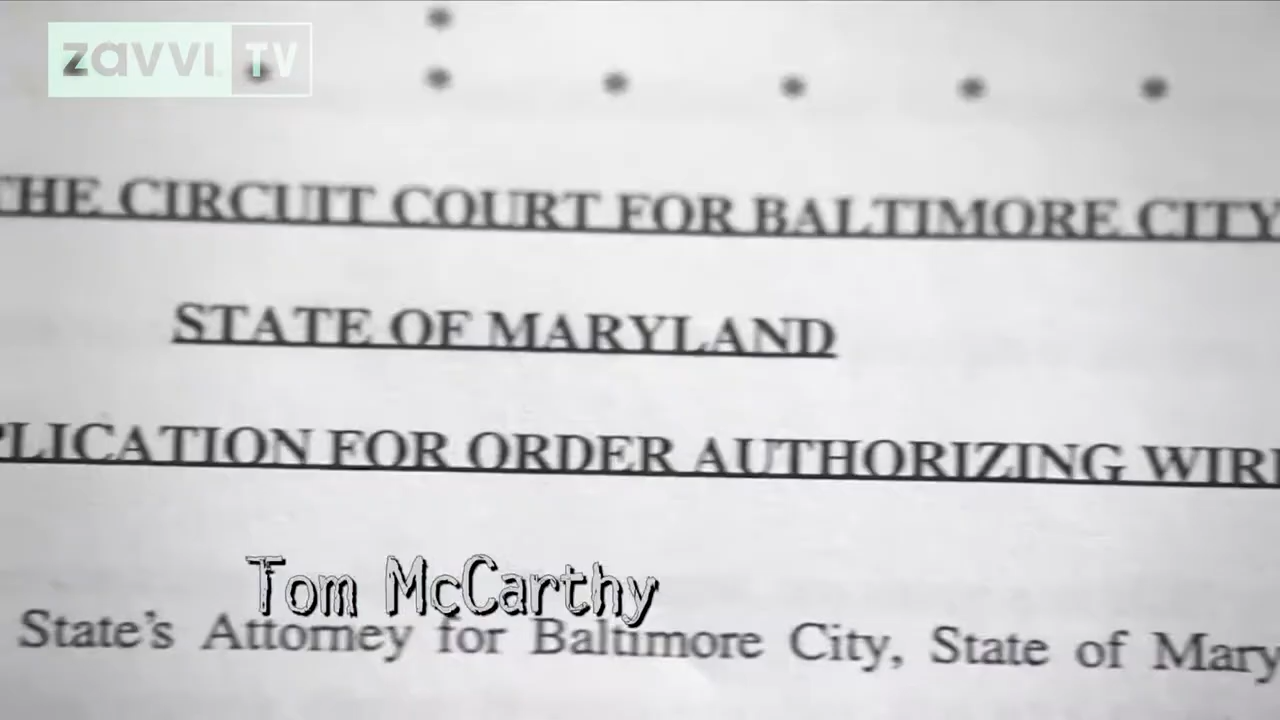 zavvi TV
THE CIRCUIT COURT FOR BALTIMORE CITY
STATE OF MARYLAND
PLICATION FOR ORDER AUTHORIZING WIR
Tom McCarthy
State's Attorney for Baltimore City, State of Mary